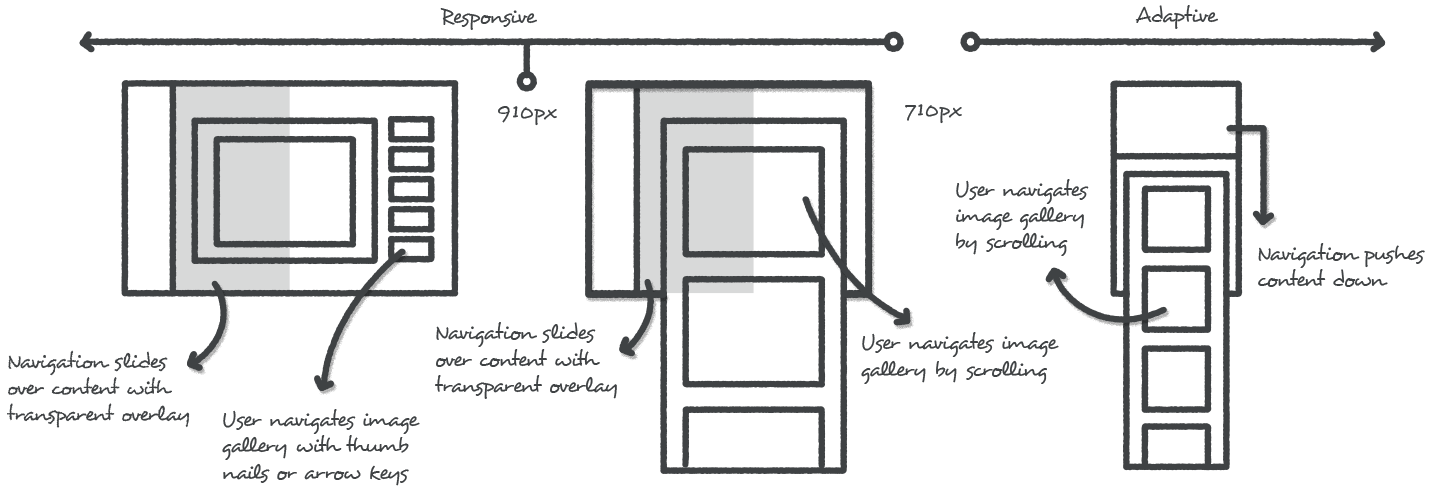 Responsive
Adaptive
910px
710px
Navigation slides
over content with
transparent overlay
User navigates image
gallery with thumb
nails or arrow keys
Navigation slides
over content with
transparent overlay
User navigates image
gallery by scrolling
User navigates
image gallery
by scrolling
Navigation pushes
content down